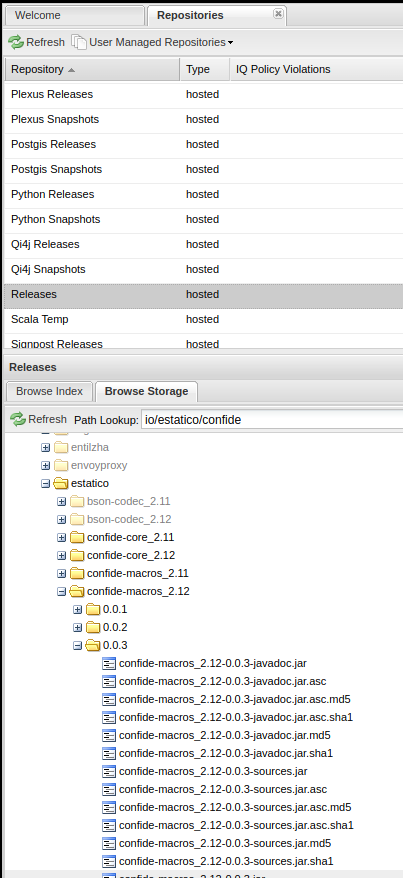 Welcome Repositories
Refresh User Managed Repositories
Repository Type IQ Policy Violations
Plexus Releases hosted
Plexus Snapshots hosted
Postgis Releases hosted
Postgis Snapshots hosted
Python Releases hosted
Python Snapshots hosted
Qi4j Releases hosted
Qi4j Snapshots hosted
Releases hosted
Scala Temp hosted
Signpost Releases hosted
Releases
Browse Index Browse Storage
Refresh Path Lookup: io/estatico/confide
entilzha
envoyproxy
estatico
bson-codec_2.11
bson-codec_2.12
confide-core_2.11
confide-core_2.12
confide-macros_2.11
confide-macros_2.12
0.0.1
0.0.2
0.0.3
confide-macros_2.12-0.0.3-javadoc.jar
confide-macros_2.12-0.0.3-javadoc.jar.asc
confide-macros_2.12-0.0.3-javadoc.jar.asc.md5
confide-macros_2.12-0.0.3-javadoc.jar.asc.sha1
confide-macros_2.12-0.0.3-javadoc.jar.md5
confide-macros_2.12-0.0.3-javadoc.jar.sha1
confide-macros_2.12-0.0.3-sources.jar
confide-macros_2.12-0.0.3-sources.jar.asc
confide-macros_2.12-0.0.3-sources.jar.asc.md5
confide-macros_2.12-0.0.3-sources.jar.asc.sha1
confide-macros_2.12-0.0.3-sources.jar.md5
confide-macros_2.12-0.0.3-sources.jar.sha1
confide-macros_2.12-0.0.3.jar